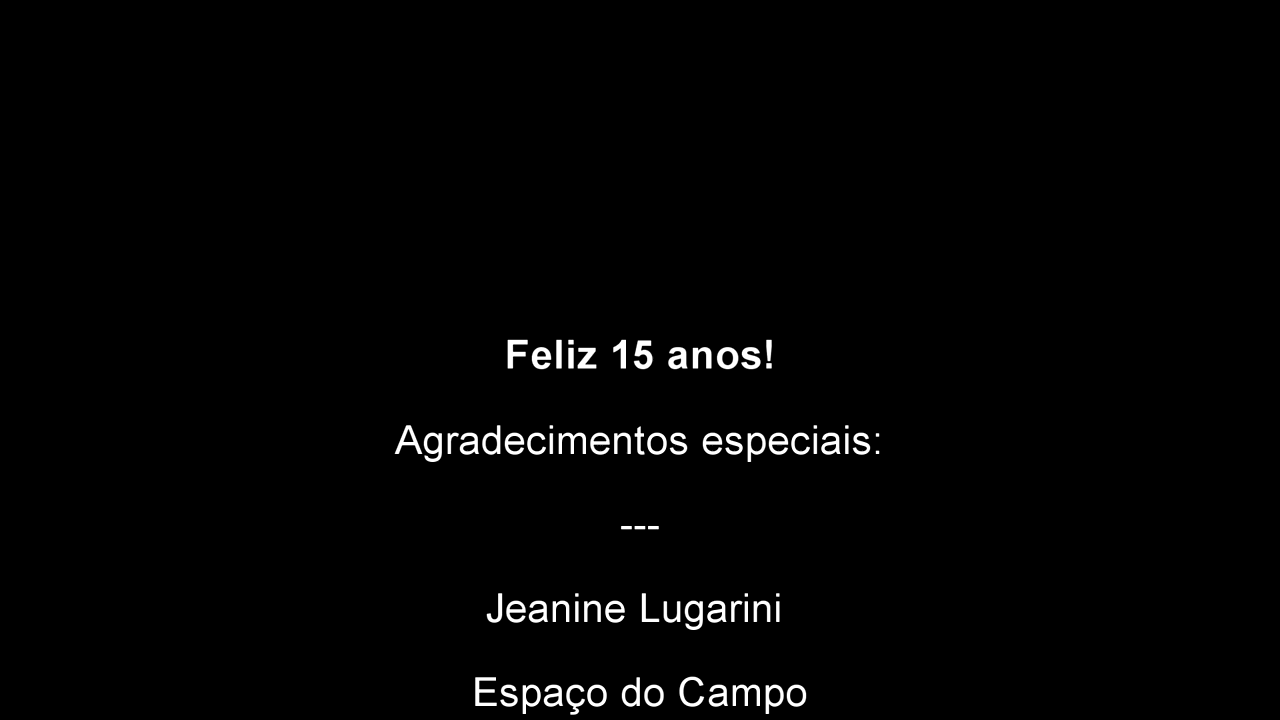 Feliz 15 anos!
Agradecimentos especiais:
---
Jeanine Lugarini
Espaço do Campo